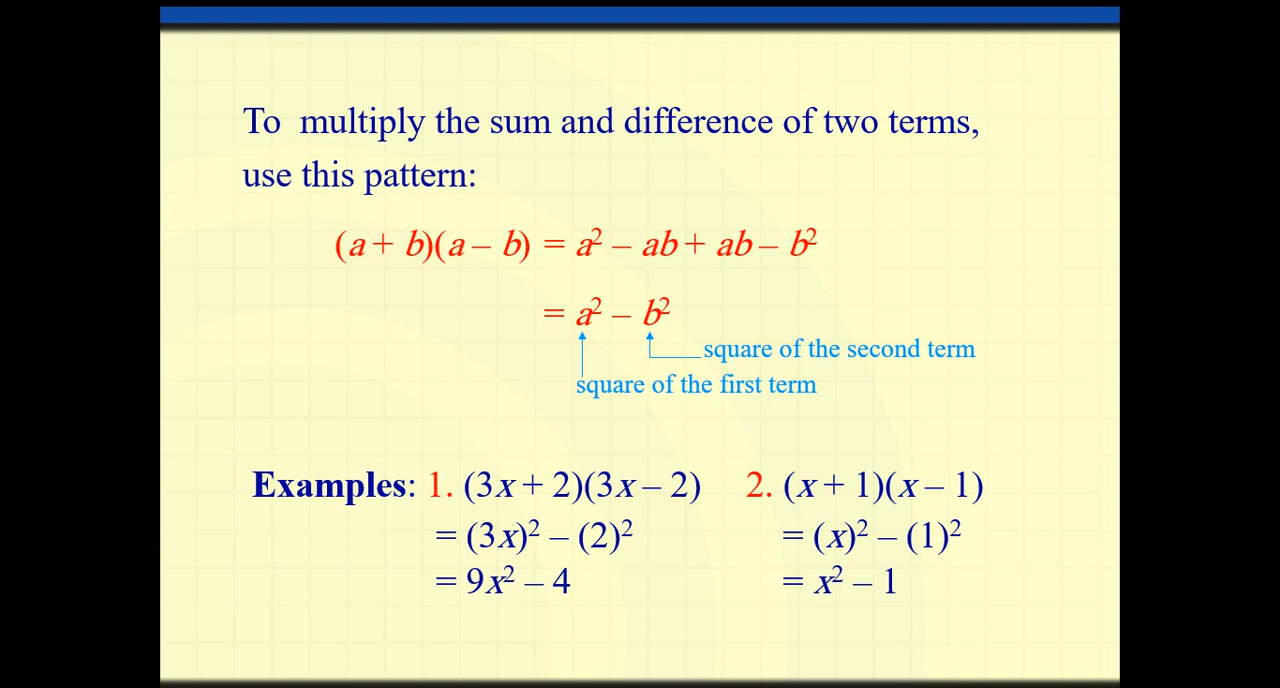 To multiply the sum and difference of two terms,
use this pattern:
(a + b)(a – b) = a² – ab + ab – b²
= a² – b²
square of the second term
square of the first term
Examples: 1. (3x + 2)(3x – 2) 2. (x + 1)(x – 1)
= (3x)² – (2)² = (x)² – (1)²
= 9x² – 4 = x² – 1